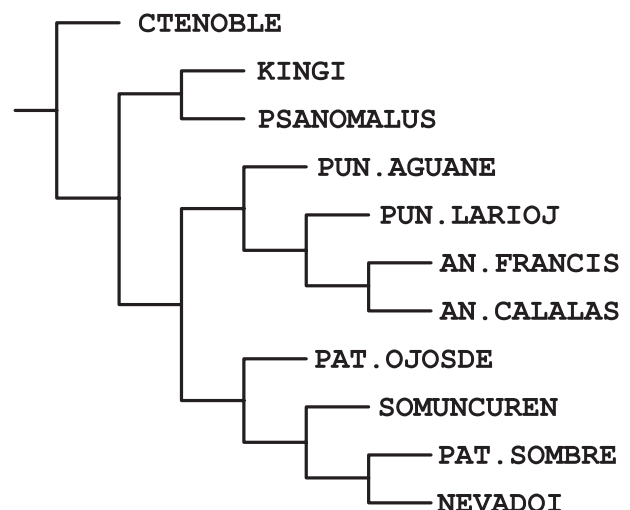 CTENOBLE
KINGI
PSANOMALUS
PUN.AGUANE
PUN.LARIOJ
AN.FRANCIS
AN.CALALAS
PAT.OJOSDE
SOMUNCUREN
PAT.SOMBRE
NEVADOI